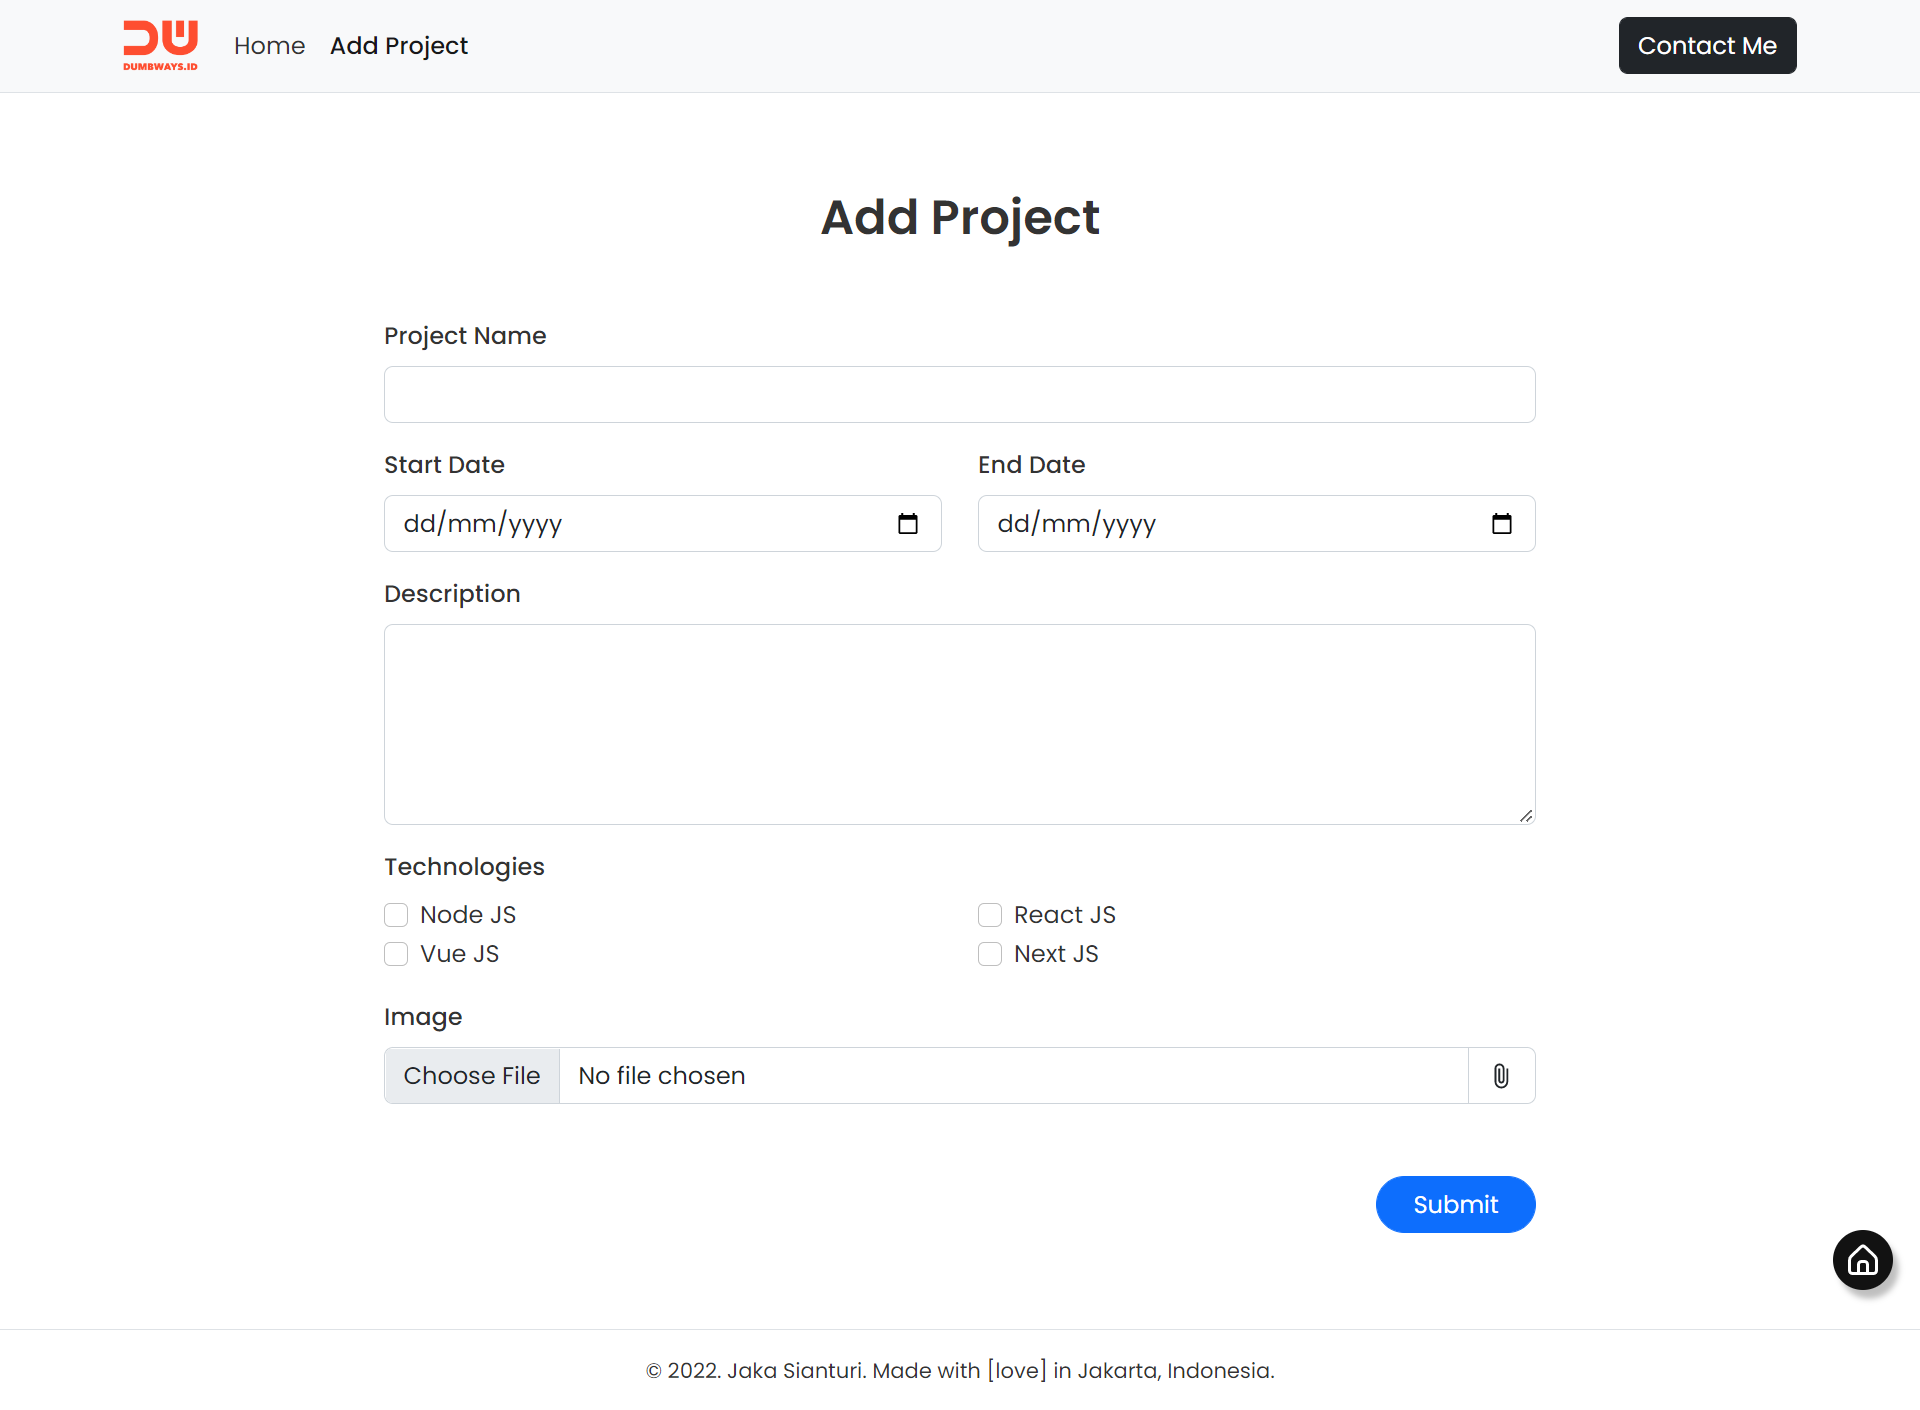 DUMBWAYS.ID
Home Add Project Contact Me
Add Project
Project Name
Start Date End Date
dd/mm/yyyy dd/mm/yyyy
Description
Technologies
Node JS React JS
Vue JS Next JS
Image
Choose File No file chosen
Submit
© 2022. Jaka Sianturi. Made with [love] in Jakarta, Indonesia.